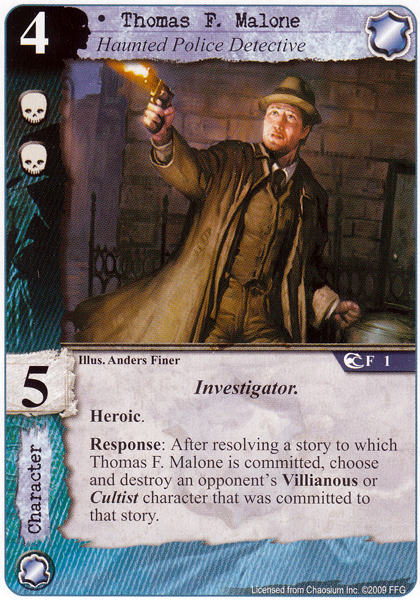 4
• Thomas F. Malone
Haunted Police Detective
Illus. Anders Finer
F 1
5
Investigator.
Heroic.
Response: After resolving a story to which
Thomas F. Malone is committed, choose
and destroy an opponent's Villianous or
Cultist character that was committed to
that story.
Character
Licensed from Chaosium Inc. ©2009 FFG